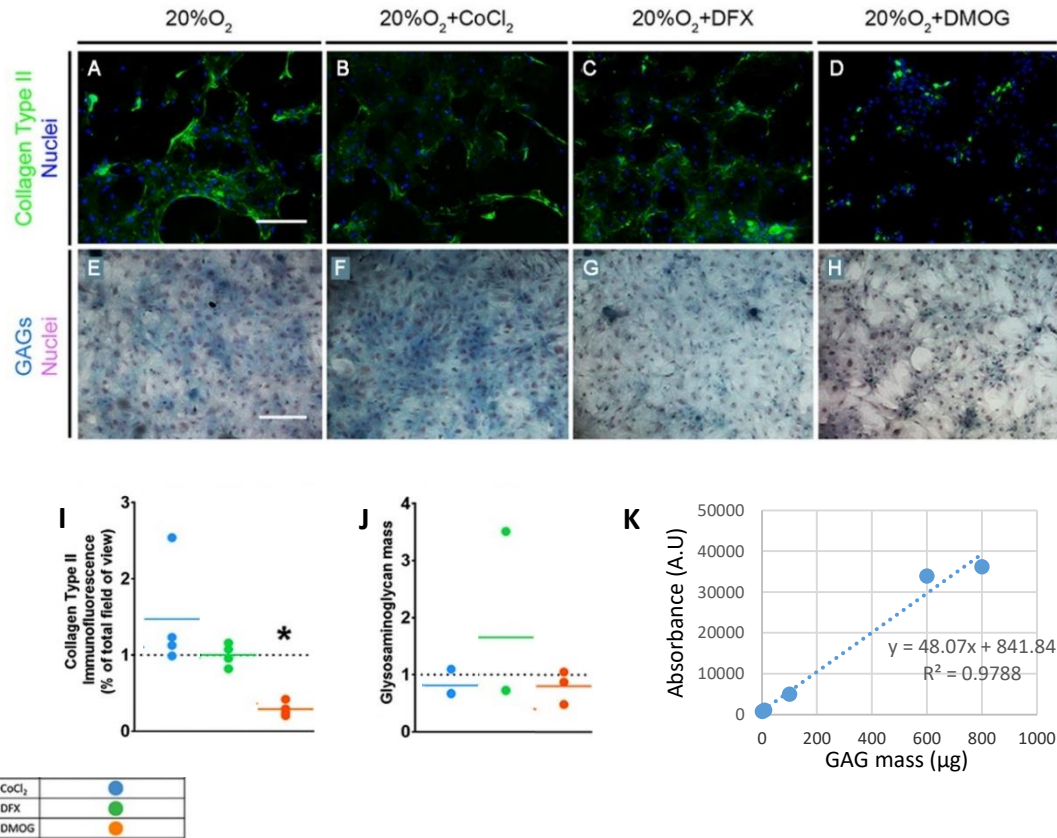 20%O₂ 20%O₂+CoCl₂ 20%O₂+DFX 20%O₂+DMOG
Collagen Type II
Nuclei
A B C D
GAGs
Nuclei
E F G H
I
Collagen Type II
Immunofluorescence
(% of total field of view)
3
2
1
0
*
J
Glysosaminoglycan mass
4
3
2
1
0
K
Absorbance (A.U)
50000
40000
30000
20000
10000
0
y = 48.07x + 841.84
R² = 0.9788
0 200 400 600 800 1000
GAG mass (µg)
CoCl₂
DFX
DMOG